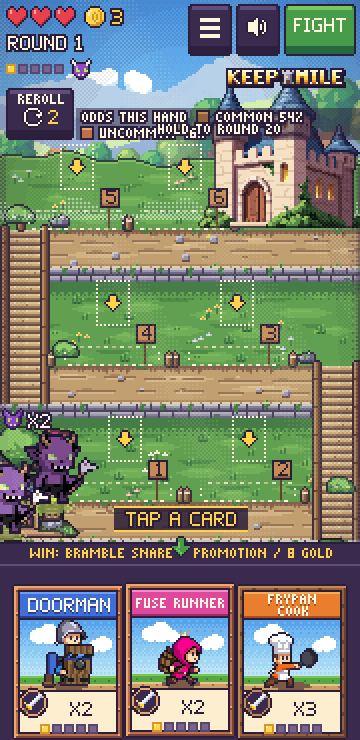 3
ROUND 1
FIGHT
KEEP MILE
REROLL
2
ODDS THIS HAND COMMON 54%
UNCOMM
HOLD TO ROUND 20
5
6
4
3
X2
1
2
TAP A CARD
WIN: BRAMBLE SNARE PROMOTION / 8 GOLD
DOORMAN
X2
FUSE RUNNER
X2
FRYPAN
COOK
X3